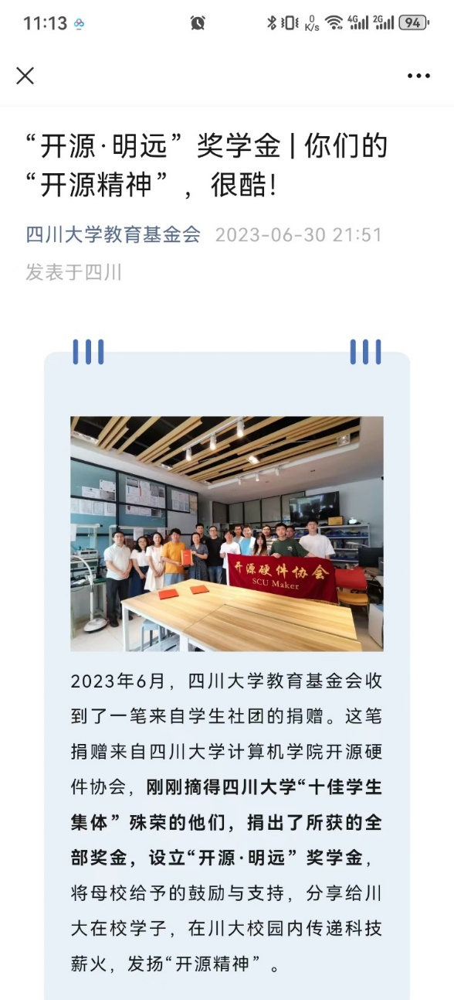 11:13
0
K/s
4G
2G
94
“开源·明远”奖学金 | 你们的
“开源精神”，很酷!
四川大学教育基金会 2023-06-30 21:51
发表于四川
开源硬件协会
SCU Maker
2023年6月，四川大学教育基金会收
到了一笔来自学生社团的捐赠。这笔
捐赠来自四川大学计算机学院开源硬
件协会，刚刚摘得四川大学“十佳学生
集体”殊荣的他们，捐出了所获的全
部奖金，设立“开源·明远”奖学金，
将母校给予的鼓励与支持，分享给川
大在校学子，在川大校园内传递科技
薪火，发扬“开源精神”。